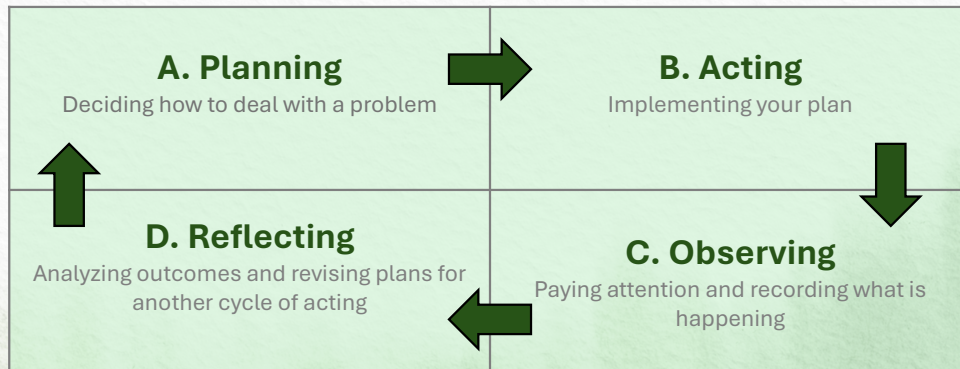 A. Planning
Deciding how to deal with a problem
B. Acting
Implementing your plan
C. Observing
Paying attention and recording what is
happening
D. Reflecting
Analyzing outcomes and revising plans for
another cycle of acting